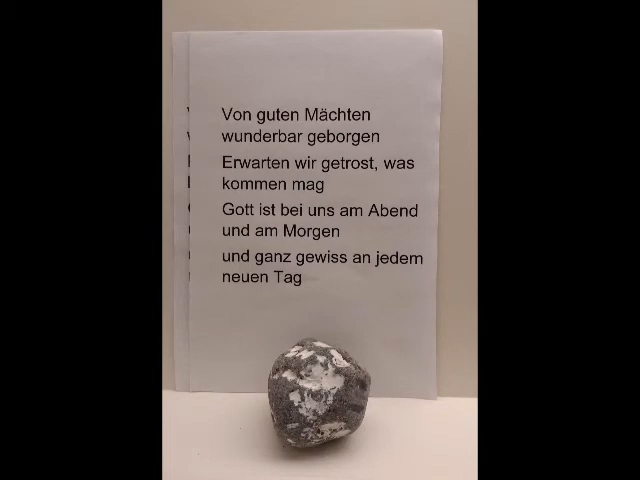 Von guten Mächten
wunderbar geborgen
Erwarten wir getrost, was
kommen mag
Gott ist bei uns am Abend
und am Morgen
und ganz gewiss an jedem
neuen Tag